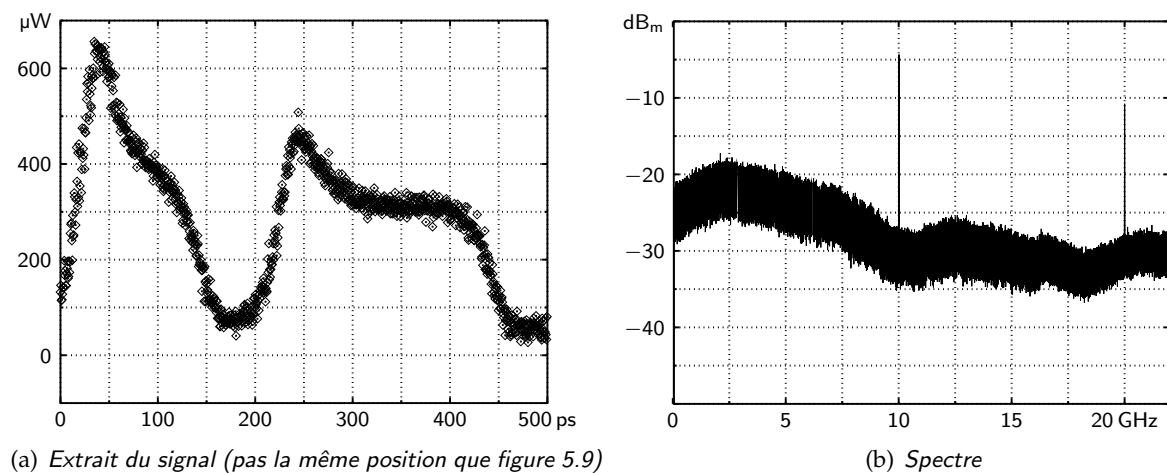 µW
600
400
200
0
0 100 200 300 400 500 ps
(a) Extrait du signal (pas la même position que figure 5.9)
dBm
−10
−20
−30
−40
0 5 10 15 20 GHz
(b) Spectre